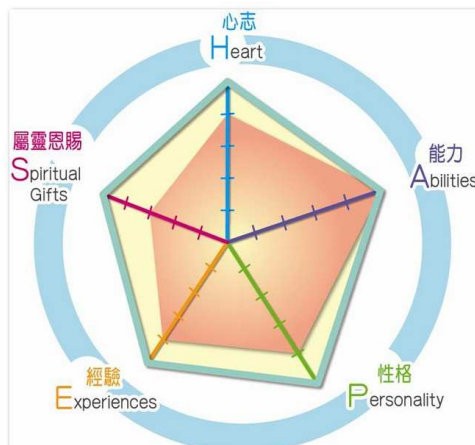 心志
Heart
屬靈恩賜
Spiritual
Gifts
能力
Abilities
經驗
Experiences
性格
Personality